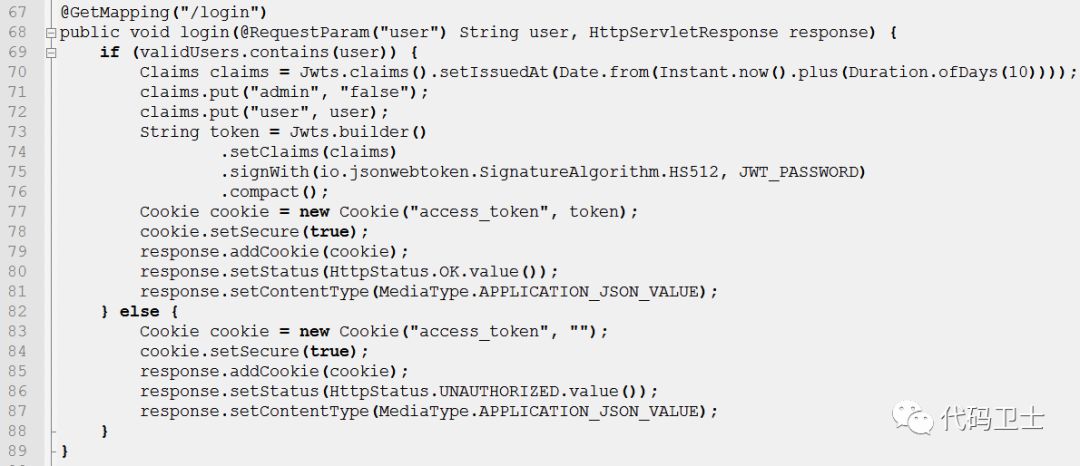 67 @GetMapping("/login")
68 public void login(@RequestParam("user") String user, HttpServletResponse response) {
69     if (validUsers.contains(user)) {
70         Claims claims = Jwts.claims().setIssuedAt(Date.from(Instant.now().plus(Duration.ofDays(10))));
71         claims.put("admin", "false");
72         claims.put("user", user);
73         String token = Jwts.builder()
74                 .setClaims(claims)
75                 .signWith(io.jsonwebtoken.SignatureAlgorithm.HS512, JWT_PASSWORD)
76                 .compact();
77         Cookie cookie = new Cookie("access_token", token);
78         cookie.setSecure(true);
79         response.addCookie(cookie);
80         response.setStatus(HttpStatus.OK.value());
81         response.setContentType(MediaType.APPLICATION_JSON_VALUE);
82     } else {
83         Cookie cookie = new Cookie("access_token", "");
84         cookie.setSecure(true);
85         response.addCookie(cookie);
86         response.setStatus(HttpStatus.UNAUTHORIZED.value());
87         response.setContentType(MediaType.APPLICATION_JSON_VALUE);
88     }
89 }
代码卫士